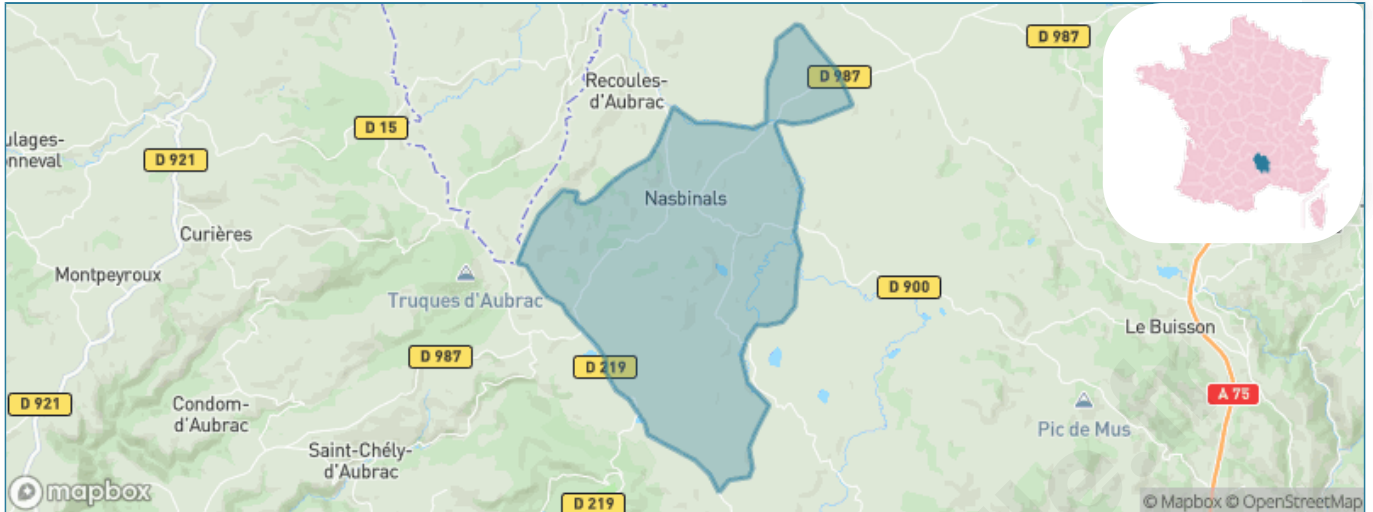 D 987
D 987
Recoules-
d'Aubrac
D 15
ulages-
onneval
D 921
Nasbinals
Curières
Montpeyroux
Truques d'Aubrac
D 900
Le Buisson
D 987
D 219
A 75
D 921
Condom-
d'Aubrac
Pic de Mus
Saint-Chély-
d'Aubrac
mapbox
D 219
© Mapbox © OpenStreetMap